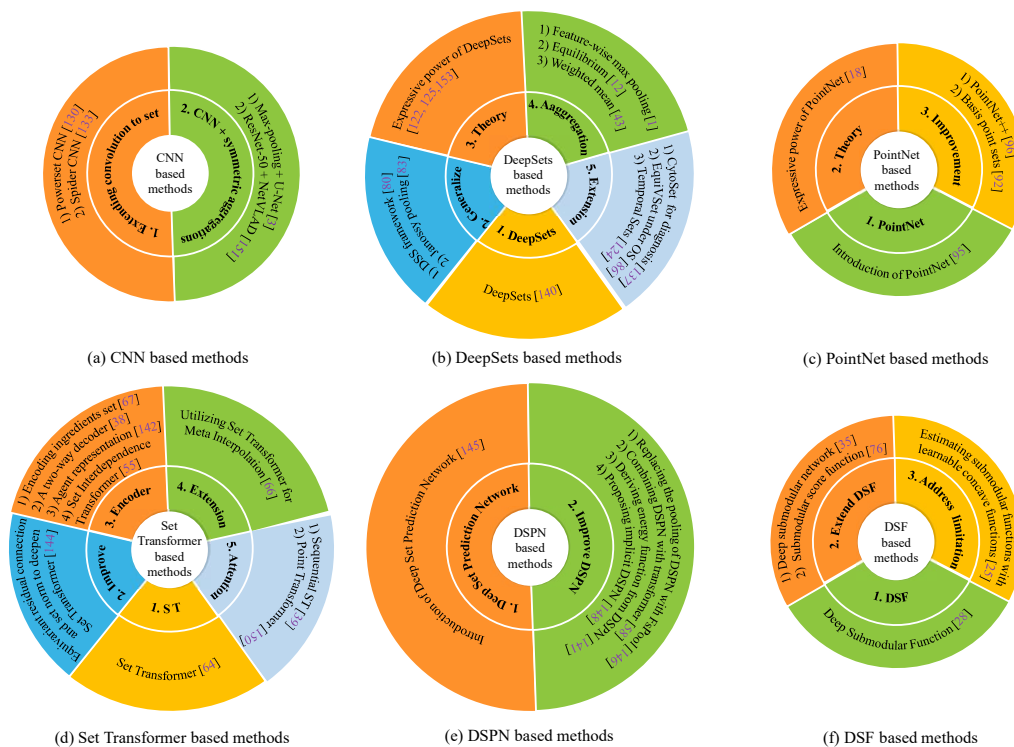 CNN
based
methods
1. Extending convolution to set
1) Powerset CNN [130]
2) Spider CNN [133]
2. CNN + symmetric aggregations
1) Max-pooling + U-Net [3]
2) ResNet-50 + NetVLAD [151]
(a) CNN based methods
DeepSets
based
methods
1. DeepSets
DeepSets [140]
2. Generalize
1) DSS framework [80]
2) Janossy pooling [83]
3. Theory
Expressive power of DeepSets
[122, 125,153]
4. Aaggregation
1) Feature-wise max pooling [1]
2) Equilibrium [12]
3) Weighted mean [43]
5. Extension
1) CytoSet for diagnosis [137]
2) EquiVSet under OS [86]
3) Temporal Sets [124]
(b) DeepSets based methods
PointNet
based
methods
1. PointNet
Introduction of PointNet [95]
2. Theory
Expressive power of PointNet [18]
3. Improvement
1) PointNet++ [96]
2) Basis point sets [92]
(c) PointNet based methods
Set
Transformer
based
methods
1. ST
Set Transformer [64]
2. Improve
Equivariant residual connection
and set norm to deepen
Set Transformer [144]
3. Encoder
1) Encoding ingredients set [67]
2) A two-way decoder [38]
3) Agent representation [142]
4) Set Interdependence
Transformer [55]
4. Extension
Utilizing Set Transformer for
Meta Interpolation [66]
5. Attention
1) Sequential ST [39]
2) Point Transformer [150]
(d) Set Transformer based methods
DSPN
based
methods
1. Deep Set Prediction Network
Introduction of Deep Set Prediction Network [145]
2. Improve DSPN
1) Replacing the pooling of DSPN with FsPool [146]
2) Combining DSPN with transformer [58]
3) Deriving energy function from DSPN [141]
4) Proposing implicit DSPN [148]
(e) DSPN based methods
DSF
based
methods
1. DSF
Deep Submodular Function [28]
2. Extend DSF
1) Deep submodular network [35]
2) Submodular score function [76]
3. Address
limitation
Estimating submodular
functions with
learnable concave
functions [25]
(f) DSF based methods